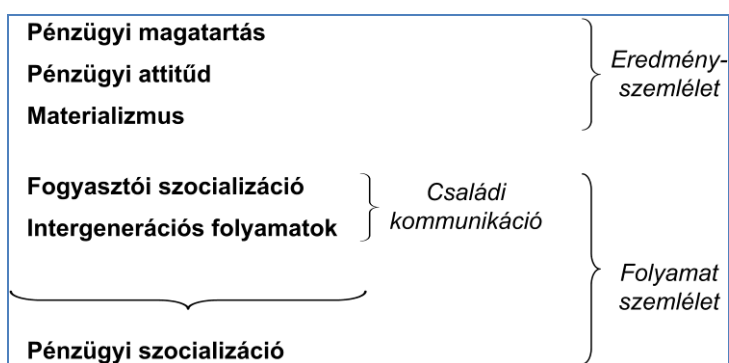 Pénzügyi magatartás
Pénzügyi attitűd
Materializmus
Eredmény-
szemlélet
Fogyasztói szocializáció
Intergenerációs folyamatok
Családi
kommunikáció
Folyamat
szemlélet
Pénzügyi szocializáció